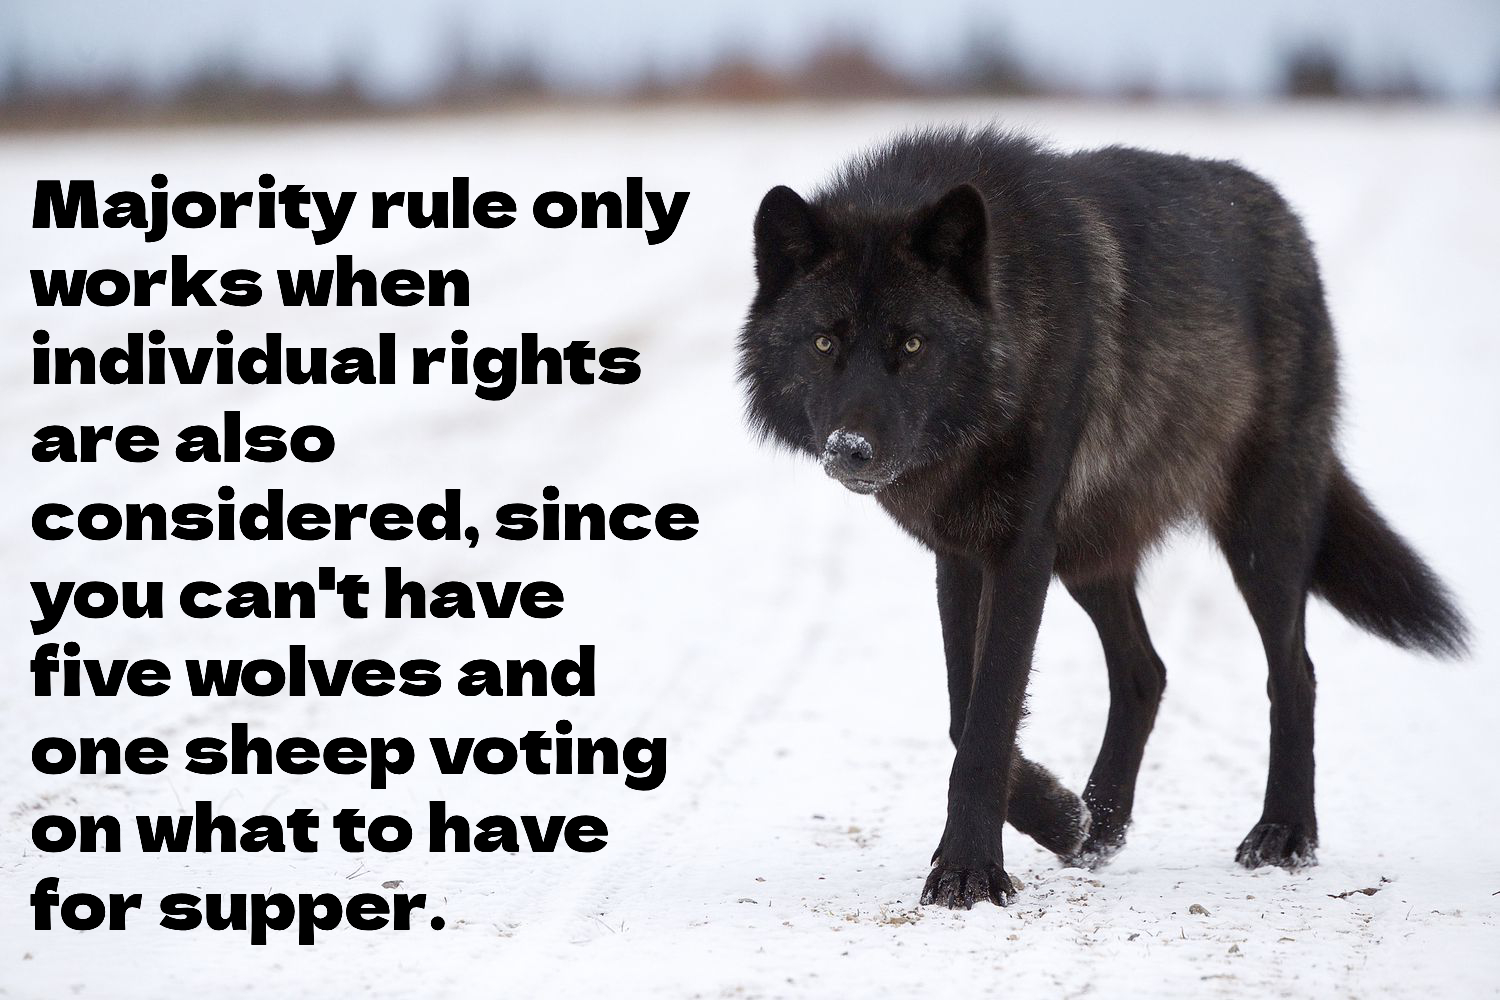 Majority rule only
works when
individual rights
are also
considered, since
you can't have
five wolves and
one sheep voting
on what to have
for supper.